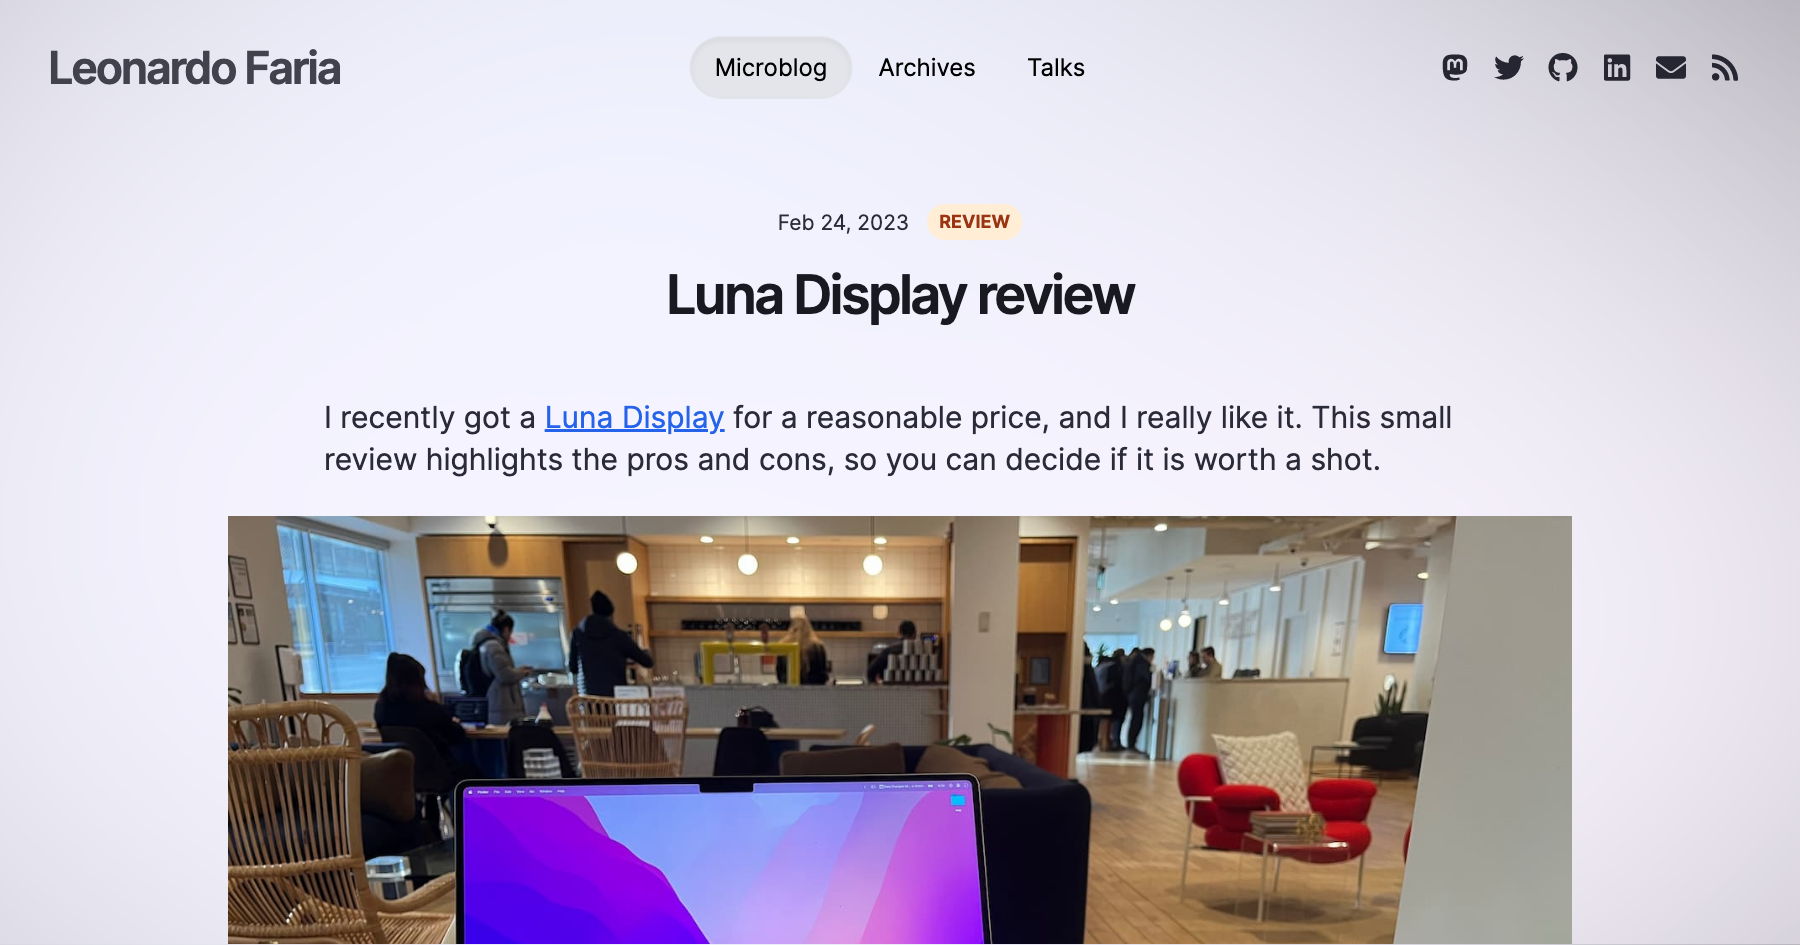 Leonardo Faria
Microblog Archives Talks
Feb 24, 2023 REVIEW
Luna Display review
I recently got a Luna Display for a reasonable price, and I really like it. This small
review highlights the pros and cons, so you can decide if it is worth a shot.